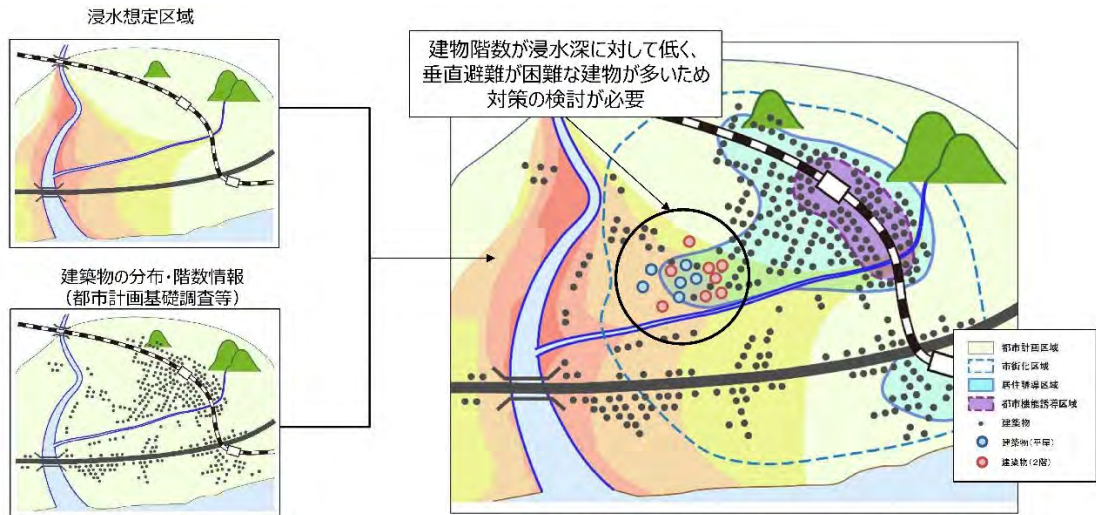 浸水想定区域
建物階数が浸水深に対して低く、
垂直避難が困難な建物が多いため
対策の検討が必要
建築物の分布・階数情報
（都市計画基礎調査等）
都市計画区域
市街化区域
居住誘導区域
都市機能誘導区域
建築物
建築物（平屋）
建築物（2階）